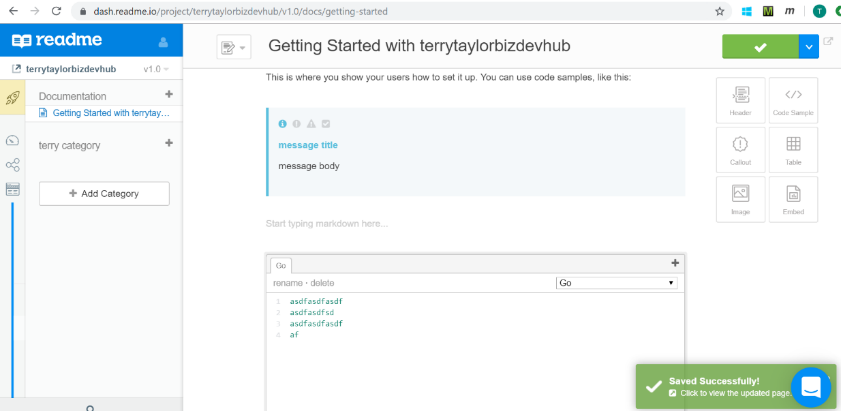 dash.readme.io/project/terrytaylorbizdevhub/v1.0/docs/getting-started
M m T
readme
terrytaylorbizdevhub v1.0
Documentation
Getting Started with terrytay...
terry category
Add Category
Getting Started with terrytaylorbizdevhub
This is where you show your users how to set it up. You can use code samples, like this:
message title
message body
Start typing markdown here...
Go
rename · delete Go
1 asdfasdfasdf
2 asdfasdfsd
3 asdfasdfasdf
4 af
Header Code Sample
Callout Table
Image Embed
Saved Successfully!
Click to view the updated page.